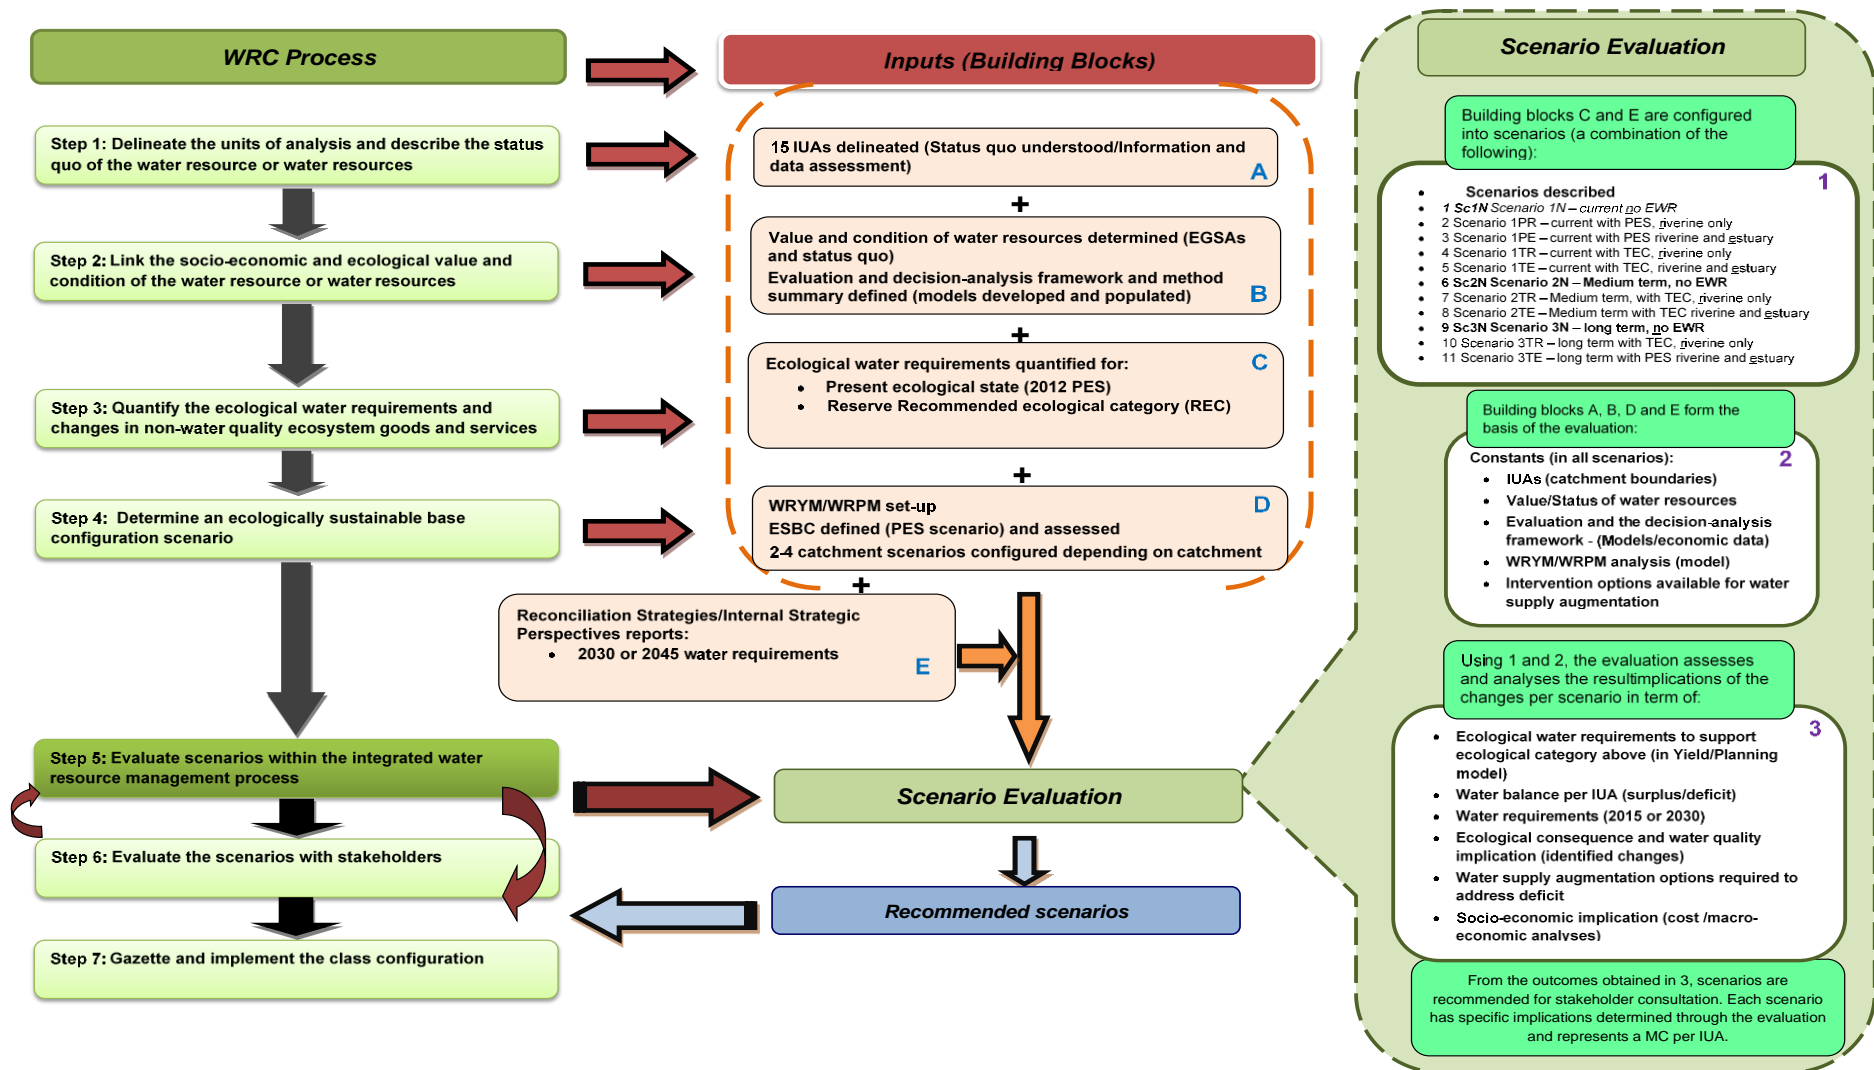 WRC Process
Step 1: Delineate the units of analysis and describe the status
quo of the water resource or water resources
Step 2: Link the socio-economic and ecological value and
condition of the water resource or water resources
Step 3: Quantify the ecological water requirements and
changes in non-water quality ecosystem goods and services
Step 4: Determine an ecologically sustainable base
configuration scenario
Step 5: Evaluate scenarios within the integrated water
resource management process
Step 6: Evaluate the scenarios with stakeholders
Step 7: Gazette and implement the class configuration
Inputs (Building Blocks)
15 IUAs delineated (Status quo understood/Information and
data assessment)
A
+
Value and condition of water resources determined (EGSAs
and status quo)
Evaluation and decision-analysis framework and method
summary defined (models developed and populated)
B
+
Ecological water requirements quantified for:
C
• Present ecological state (2012 PES)
• Reserve Recommended ecological category (REC)
+
WRYM/WRPM set-up
D
ESBC defined (PES scenario) and assessed
2-4 catchment scenarios configured depending on catchment
+
Reconciliation Strategies/Internal Strategic
Perspectives reports:
• 2030 or 2045 water requirements
E
Scenario Evaluation
Recommended scenarios
Scenario Evaluation
Building blocks C and E are configured
into scenarios (a combination of the
following):
1
• Scenarios described
• 1 Sc1N Scenario 1N – current no EWR
• 2 Scenario 1PR – current with PES, riverine only
• 3 Scenario 1PE – current with PES riverine and estuary
• 4 Scenario 1TR – current with TEC, riverine only
• 5 Scenario 1TE – current with TEC, riverine and estuary
• 6 Sc2N Scenario 2N – Medium term, no EWR
• 7 Scenario 2TR – Medium term, with TEC, riverine only
• 8 Scenario 2TE – Medium term with TEC riverine and estuary
• 9 Sc3N Scenario 3N – long term, no EWR
• 10 Scenario 3TR – long term with TEC, riverine only
• 11 Scenario 3TE – long term with PES riverine and estuary
Building blocks A, B, D and E form the
basis of the evaluation:
Constants (in all scenarios):
2
• IUAs (catchment boundaries)
• Value/Status of water resources
• Evaluation and the decision-analysis
framework - (Models/economic data)
• WRYM/WRPM analysis (model)
• Intervention options available for water
supply augmentation
Using 1 and 2, the evaluation assesses
and analyses the resultimplications of the
changes per scenario in term of:
3
• Ecological water requirements to support
ecological category above (in Yield/Planning
model)
• Water balance per IUA (surplus/deficit)
• Water requirements (2015 or 2030)
• Ecological consequence and water quality
implication (identified changes)
• Water supply augmentation options required to
address deficit
• Socio-economic implication (cost /macro-
economic analyses)
From the outcomes obtained in 3, scenarios are
recommended for stakeholder consultation. Each scenario
has specific implications determined through the evaluation
and represents a MC per IUA.